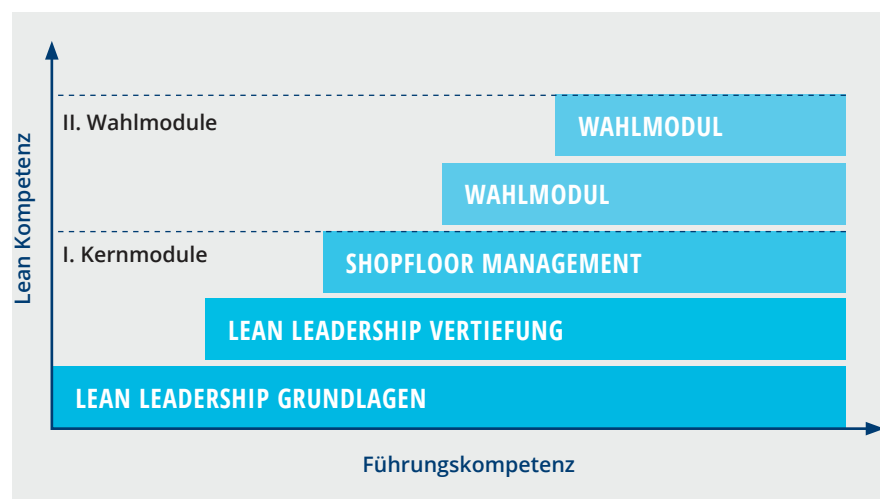 II. Wahlmodule
WAHLMODUL
WAHLMODUL
I. Kernmodule
SHOPFLOOR MANAGEMENT
LEAN LEADERSHIP VERTIEFUNG
LEAN LEADERSHIP GRUNDLAGEN
Lean Kompetenz
Führungskompetenz